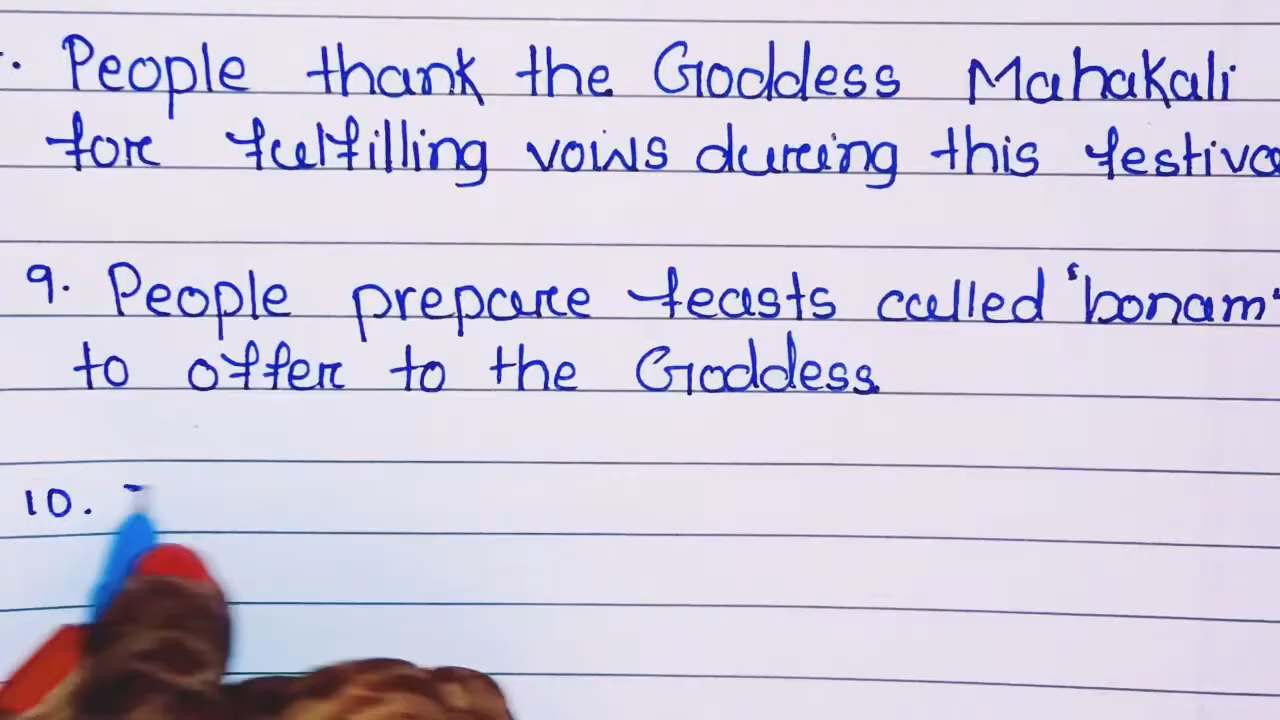 . People thank the Goddess Mahakali
for fulfilling vows during this festiva
9. People prepare feasts called 'bonam'
to offer to the Goddess.
10.